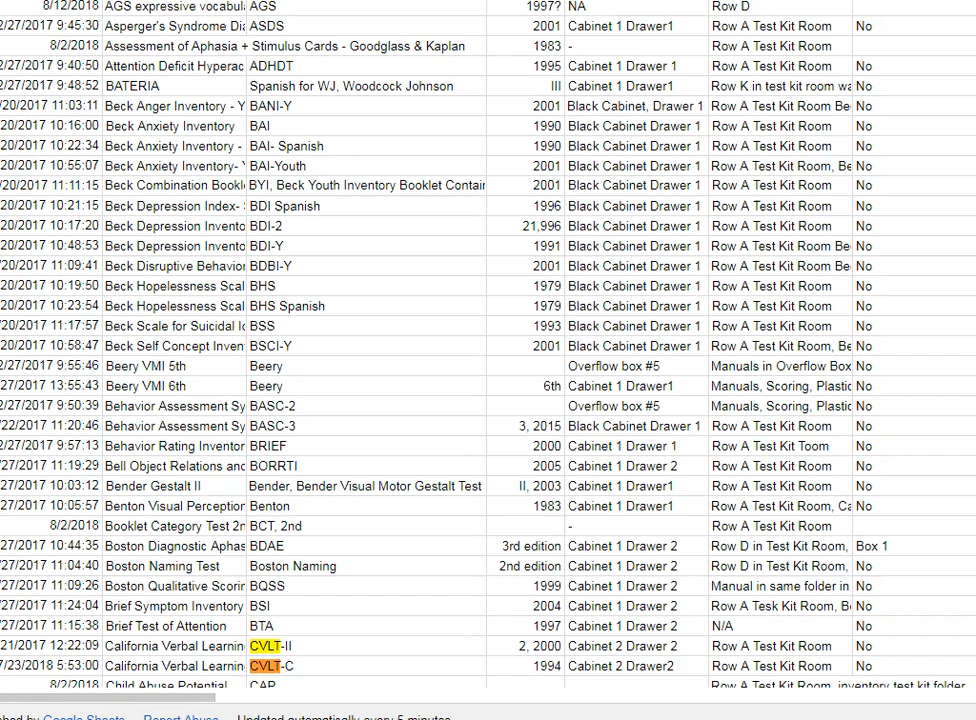 8/12/2018 AGS expressive vocabul AGS 1997? NA Row D
2/27/2018 9:45:30 Asperger's Syndrome Dia ASDS 2001 Cabinet 1 Drawer1 Row A Test Kit Room No
8/2/2018 Assessment of Aphasia + Stimulus Cards - Goodglass & Kaplan 1983 - Row A Test Kit Room
2/27/2017 9:40:50 Attention Deficit Hyperac ADHDT 1995 Cabinet 1 Drawer 1 Row A Test Kit Room No
2/27/2017 9:48:52 BATERIA Spanish for WJ, Woodcock Johnson III Cabinet 1 Drawer1 Row K in test kit room wa No
/20/2017 11:03:11 Beck Anger Inventory - Y BANI-Y 2001 Black Cabinet, Drawer 1 Row A Test Kit Room Be No
20/2017 10:16:00 Beck Anxiety Inventory BAI 1990 Black Cabinet Drawer 1 Row A Test Kit Room No
20/2017 10:22:34 Beck Anxiety Inventory - BAI- Spanish 1990 Black Cabinet Drawer 1 Row A Test Kit Room No
20/2017 10:55:07 Beck Anxiety Inventory- Y BAI-Youth 2001 Black Cabinet Drawer 1 Row A Test Kit Room, Be No
/20/2017 11:11:15 Beck Combination Bookle BYI, Beck Youth Inventory Booklet Contair 2001 Black Cabinet Drawer 1 Row A Test Kit Room No
20/2017 10:21:15 Beck Depression Index- S BDI Spanish 1996 Black Cabinet Drawer 1 Row A Test Kit Room No
20/2017 10:17:20 Beck Depression Invento BDI-2 21,996 Black Cabinet Drawer 1 Row A Test Kit Room No
20/2017 10:48:53 Beck Depression Invento BDI-Y 1991 Black Cabinet Drawer 1 Row A Test Kit Room Be No
20/2017 11:09:41 Beck Disruptive Behavior BDBI-Y 2001 Black Cabinet Drawer 1 Row A Test Kit Room Be No
20/2017 10:19:50 Beck Hopelessness Scal BHS 1979 Black Cabinet Drawer 1 Row A Test Kit Room No
20/2017 10:23:54 Beck Hopelessness Scal BHS Spanish 1979 Black Cabinet Drawer 1 Row A Test Kit Room No
20/2017 11:17:57 Beck Scale for Suicidal Ic BSS 1993 Black Cabinet Drawer 1 Row A Test Kit Room No
20/2017 10:58:47 Beck Self Concept Inven BSCI-Y 2001 Black Cabinet Drawer 1 Row A Test Kit Room, Be No
2/27/2017 9:55:46 Beery VMI 5th Beery Overflow box #5 Manuals in Overflow Box No
27/2017 13:55:43 Beery VMI 6th Beery 6th Cabinet 1 Drawer1 Manuals, Scoring, Plastic No
2/27/2017 9:50:39 Behavior Assessment Sy BASC-2 Overflow box #5 Manuals, Scoring, Plastic No
/22/2017 11:20:46 Behavior Assessment Sy BASC-3 3, 2015 Black Cabinet Drawer 1 Row A Test Kit Room No
2/27/2017 9:57:13 Behavior Rating Inventor BRIEF 2000 Cabinet 1 Drawer 1 Row A Test Kit Toom No
27/2017 11:19:29 Bell Object Relations anc BORRTI 2005 Cabinet 1 Drawer 2 Row A Test Kit Room No
27/2017 10:03:12 Bender Gestalt II Bender, Bender Visual Motor Gestalt Test II, 2003 Cabinet 1 Drawer1 Row A Test Kit Room No
27/2017 10:05:57 Benton Visual Perception Benton 1983 Cabinet 1 Drawer1 Row A Test Kit Room, Ca No
8/2/2018 Booklet Category Test 2n BCT, 2nd - Row A Test Kit Room
27/2017 10:44:35 Boston Diagnostic Aphas BDAE 3rd edition Cabinet 1 Drawer 2 Row D in Test Kit Room, Box 1
27/2017 11:04:40 Boston Naming Test Boston Naming 2nd edition Cabinet 1 Drawer 2 Row D in Test Kit Room, No
27/2017 11:09:26 Boston Qualitative Scorin BQSS 1999 Cabinet 1 Drawer 2 Manual in same folder in No
27/2017 11:24:04 Brief Symptom Inventory BSI 2004 Cabinet 1 Drawer 2 Row A Tesk Kit Room, B No
27/2017 11:15:38 Brief Test of Attention BTA 1997 Cabinet 1 Drawer 2 N/A No
21/2017 12:22:09 California Verbal Learnin CVLT-II 2, 2000 Cabinet 2 Drawer 2 Row A Test Kit Room No
7/23/2018 5:53:00 California Verbal Learnin CVLT-C 1994 Cabinet 2 Drawer2 Row A Test Kit Room No
8/2/2018 Child Abuse Potential CAP Row A Test Kit Room, inventory test kit folder
hed by Google Sheets – Report Abuse – Updated automatically every 5 minutes